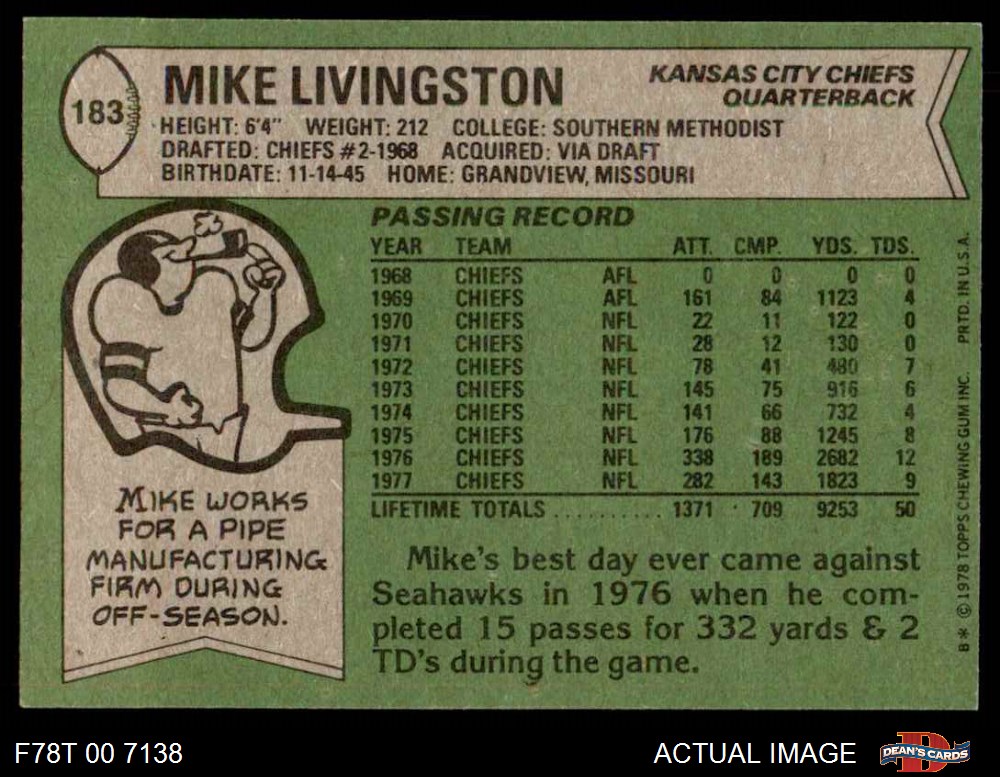 183
MIKE LIVINGSTON
KANSAS CITY CHIEFS
QUARTERBACK
HEIGHT: 6'4" WEIGHT: 212 COLLEGE: SOUTHERN METHODIST
DRAFTED: CHIEFS #2-1968 ACQUIRED: VIA DRAFT
BIRTHDATE: 11-14-45 HOME: GRANDVIEW, MISSOURI
PASSING RECORD
YEAR TEAM ATT. CMP. YDS. TDS.
1968 CHIEFS AFL 0 0 0 0
1969 CHIEFS AFL 161 84 1123 4
1970 CHIEFS NFL 22 11 122 0
1971 CHIEFS NFL 28 12 130 0
1972 CHIEFS NFL 78 41 480 7
1973 CHIEFS NFL 145 75 916 6
1974 CHIEFS NFL 141 66 732 4
1975 CHIEFS NFL 176 88 1245 8
1976 CHIEFS NFL 338 189 2682 12
1977 CHIEFS NFL 282 143 1823 9
LIFETIME TOTALS .......... 1371 709 9253 50
MIKE WORKS
FOR A PIPE
MANUFACTURING
FIRM DURING
OFF-SEASON.
Mike's best day ever came against
Seahawks in 1976 when he com-
pleted 15 passes for 332 yards & 2
TD's during the game.
B* © 1978 TOPPS CHEWING GUM INC. PRTD. IN U.S.A.
F78T 00 7138
ACTUAL IMAGE
DEAN'S CARDS